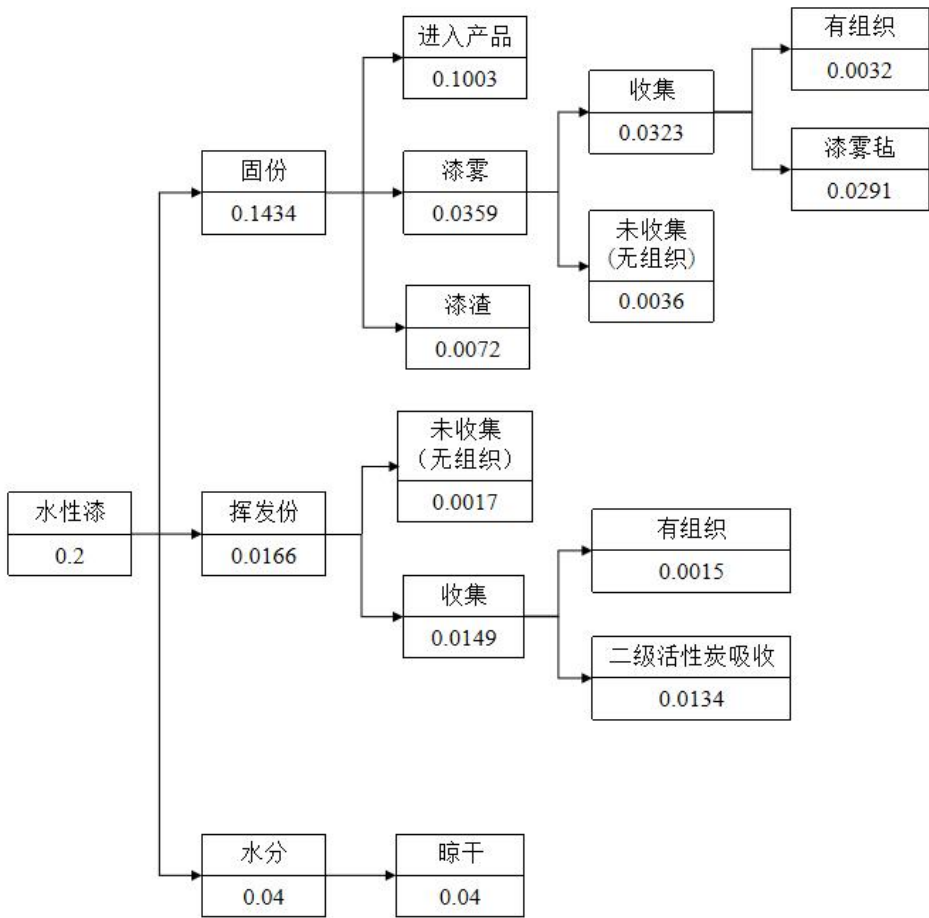 进入产品
0.1003
有组织
0.0032
收集
0.0323
漆雾毡
0.0291
固份
0.1434
漆雾
0.0359
未收集
(无组织)
0.0036
漆渣
0.0072
未收集
（无组织）
0.0017
水性漆
0.2
挥发份
0.0166
有组织
0.0015
收集
0.0149
二级活性炭吸收
0.0134
水分
0.04
晾干
0.04